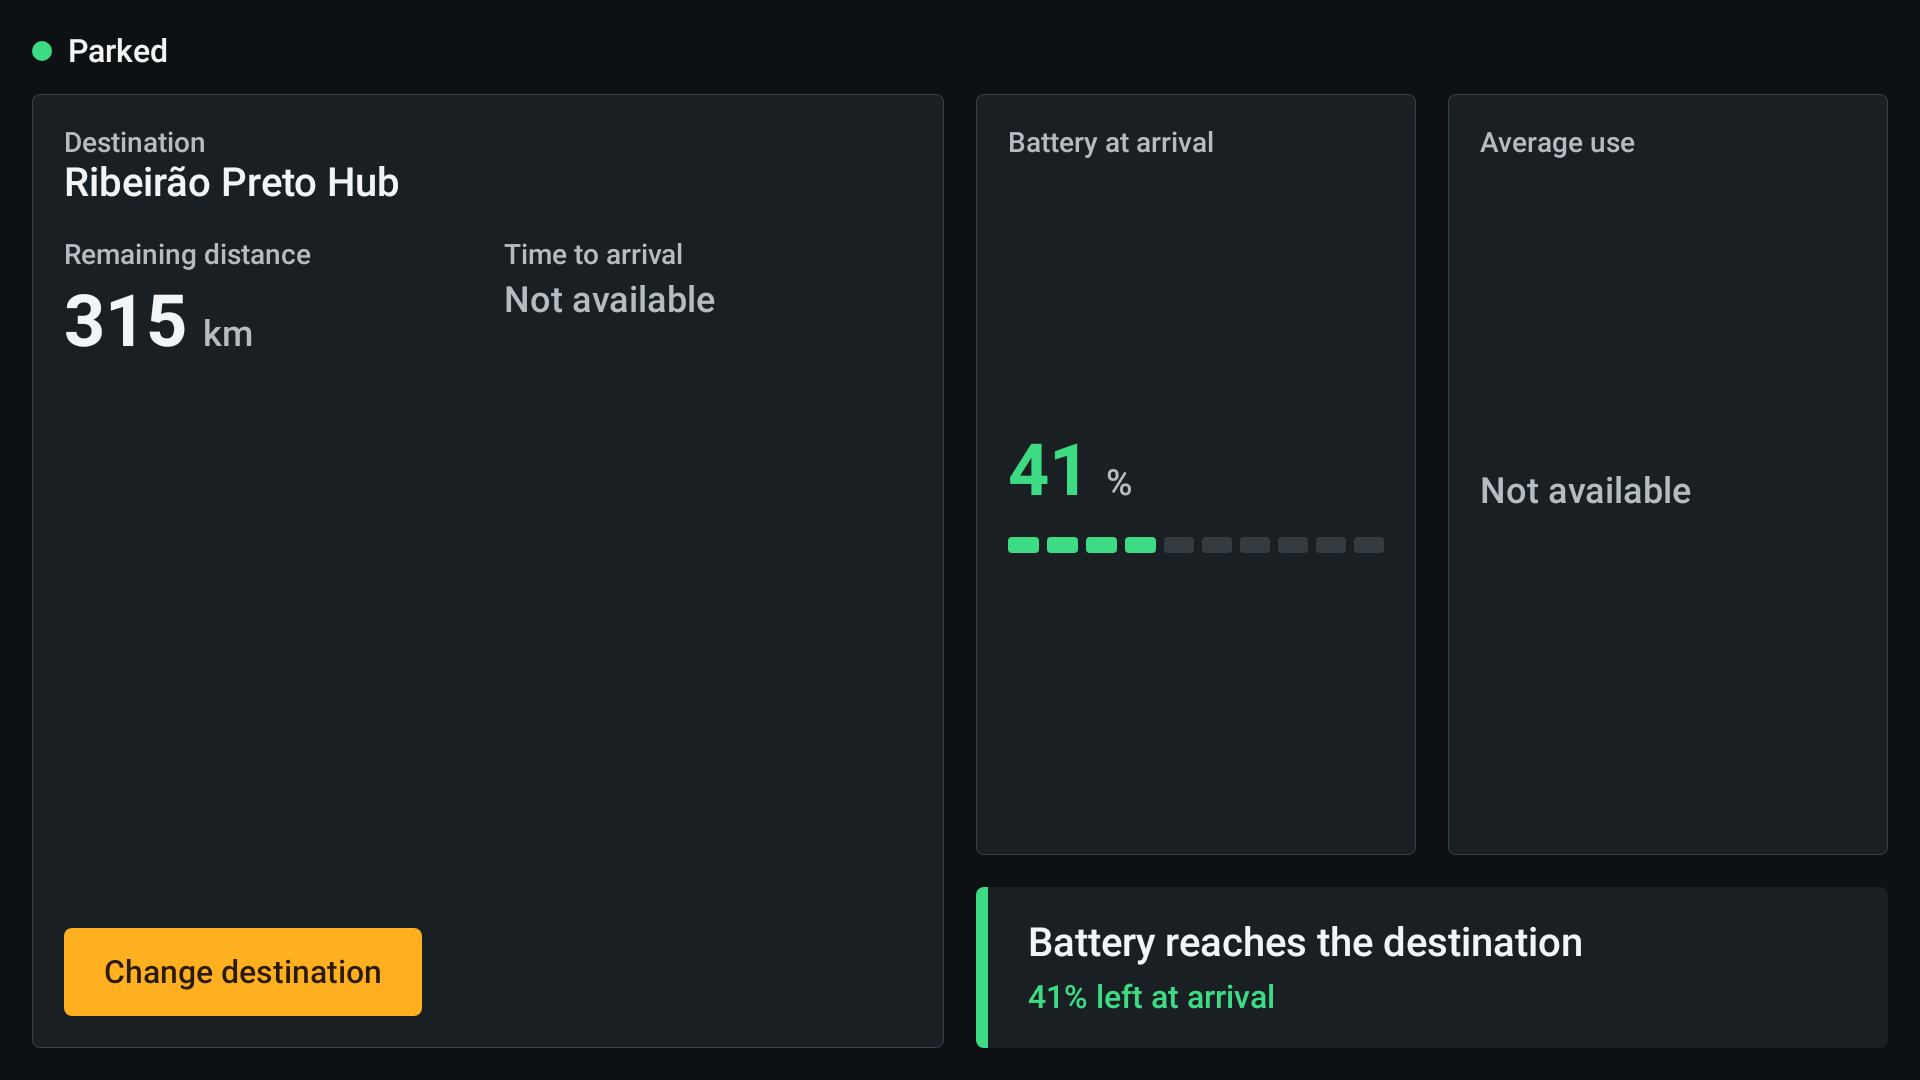 Parked
Destination
Ribeirão Preto Hub
Remaining distance
315 km
Time to arrival
Not available
Change destination
Battery at arrival
41 %
Average use
Not available
Battery reaches the destination
41% left at arrival